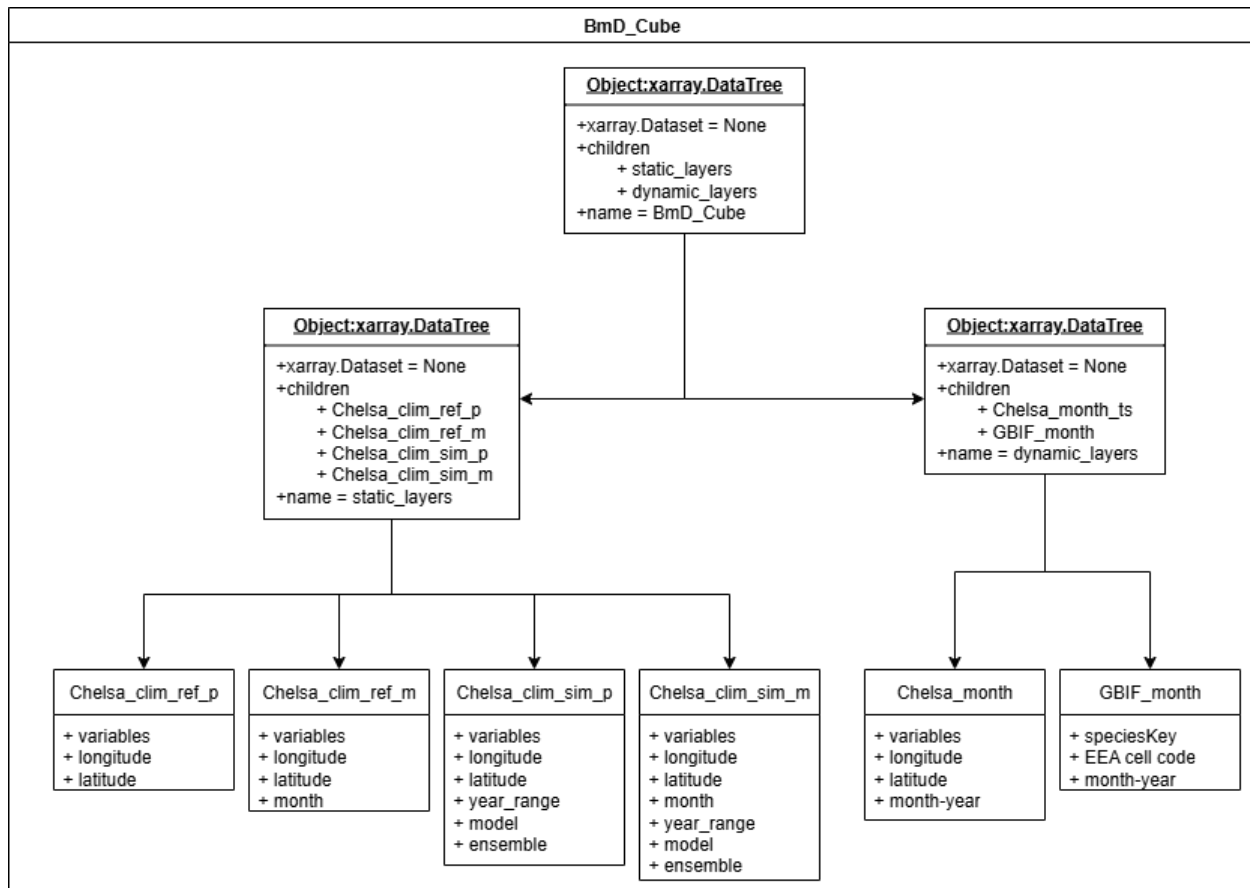 BmD_Cube
Object:xarray.DataTree
+xarray.Dataset = None
+children
+ static_layers
+ dynamic_layers
+name = BmD_Cube
Object:xarray.DataTree
+xarray.Dataset = None
+children
+ Chelsa_clim_ref_p
+ Chelsa_clim_ref_m
+ Chelsa_clim_sim_p
+ Chelsa_clim_sim_m
+name = static_layers
Object:xarray.DataTree
+xarray.Dataset = None
+children
+ Chelsa_month_ts
+ GBIF_month
+name = dynamic_layers
Chelsa_clim_ref_p
+ variables
+ longitude
+ latitude
Chelsa_clim_ref_m
+ variables
+ longitude
+ latitude
+ month
Chelsa_clim_sim_p
+ variables
+ longitude
+ latitude
+ year_range
+ model
+ ensemble
Chelsa_clim_sim_m
+ variables
+ longitude
+ latitude
+ month
+ year_range
+ model
+ ensemble
Chelsa_month
+ variables
+ longitude
+ latitude
+ month-year
GBIF_month
+ speciesKey
+ EEA cell code
+ month-year